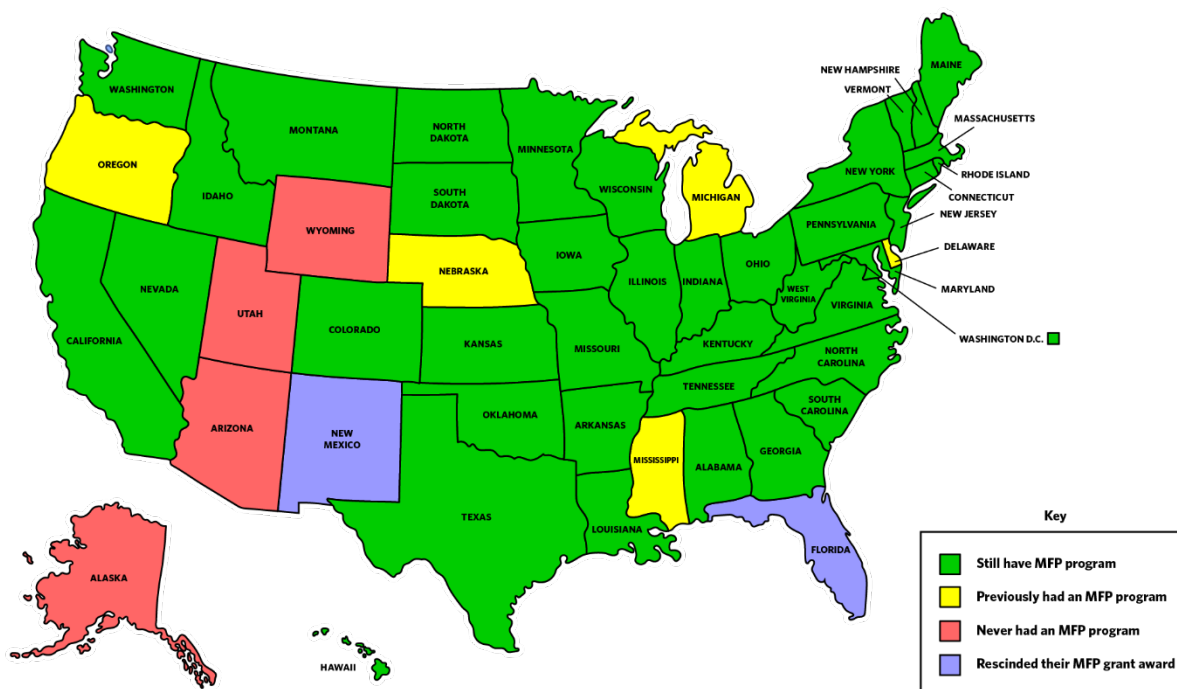 MAINE
NEW HAMPSHIRE
VERMONT
WASHINGTON
MASSACHUSETTS
MONTANA
NORTH
DAKOTA
MINNESOTA
OREGON
RHODE ISLAND
NEW YORK
IDAHO
SOUTH
DAKOTA
WISCONSIN
MICHIGAN
CONNECTICUT
NEW JERSEY
PENNSYLVANIA
WYOMING
DELAWARE
IOWA
OHIO
NEBRASKA
NEVADA
ILLINOIS
INDIANA
WEST
VIRGINIA
MARYLAND
VIRGINIA
UTAH
COLORADO
CALIFORNIA
KANSAS
MISSOURI
KENTUCKY
WASHINGTON D.C.
NORTH
CAROLINA
TENNESSEE
SOUTH
CAROLINA
OKLAHOMA
ARKANSAS
ARIZONA
NEW
MEXICO
MISSISSIPPI
ALABAMA
GEORGIA
TEXAS
LOUISIANA
FLORIDA
ALASKA
HAWAII
Key
Still have MFP program
Previously had an MFP program
Never had an MFP program
Rescinded their MFP grant award